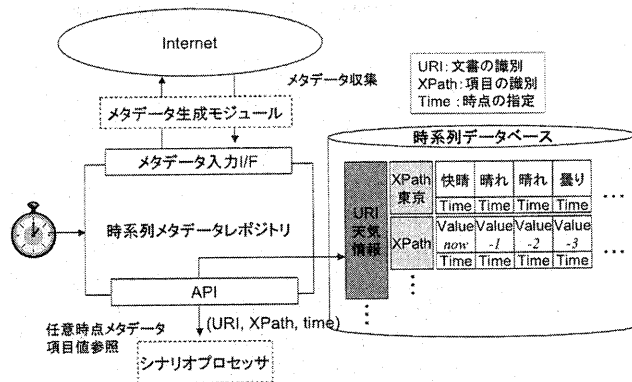 Internet
メタデータ収集
URI:文書の識別
XPath:項目の識別
Time:時点の指定
メタデータ生成モジュール
メタデータ入力I/F
時系列メタデータレポジトリ
API
任意時点メタデータ
項目値参照
(URI, XPath, time)
シナリオプロセッサ
時系列データベース
URI
天気
情報
XPath
東京
快晴 晴れ 晴れ 曇り
Time Time Time Time
XPath
Value Value Value Value
now -1 -2 -3
Time Time Time Time